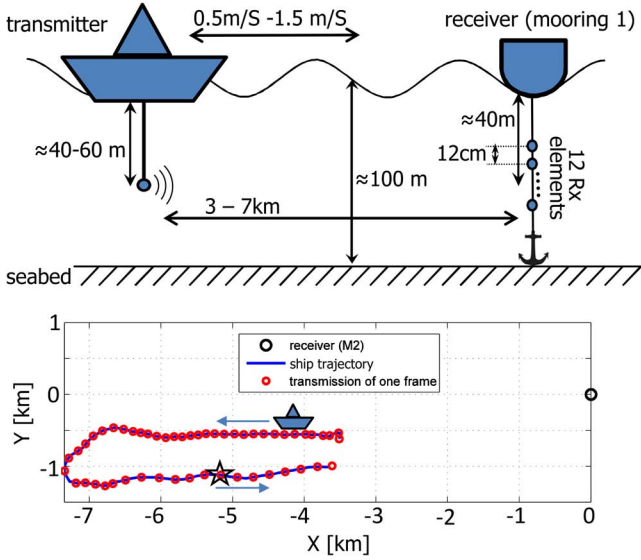 transmitter
0.5m/S -1.5 m/S
receiver (mooring 1)
≈40-60 m
≈40m
12cm
12 Rx
elements
≈100 m
3 – 7km
seabed
1
0
-1
Y [km]
receiver (M2)
ship trajectory
transmission of one frame
-7 -6 -5 -4 -3 -2 -1 0
X [km]